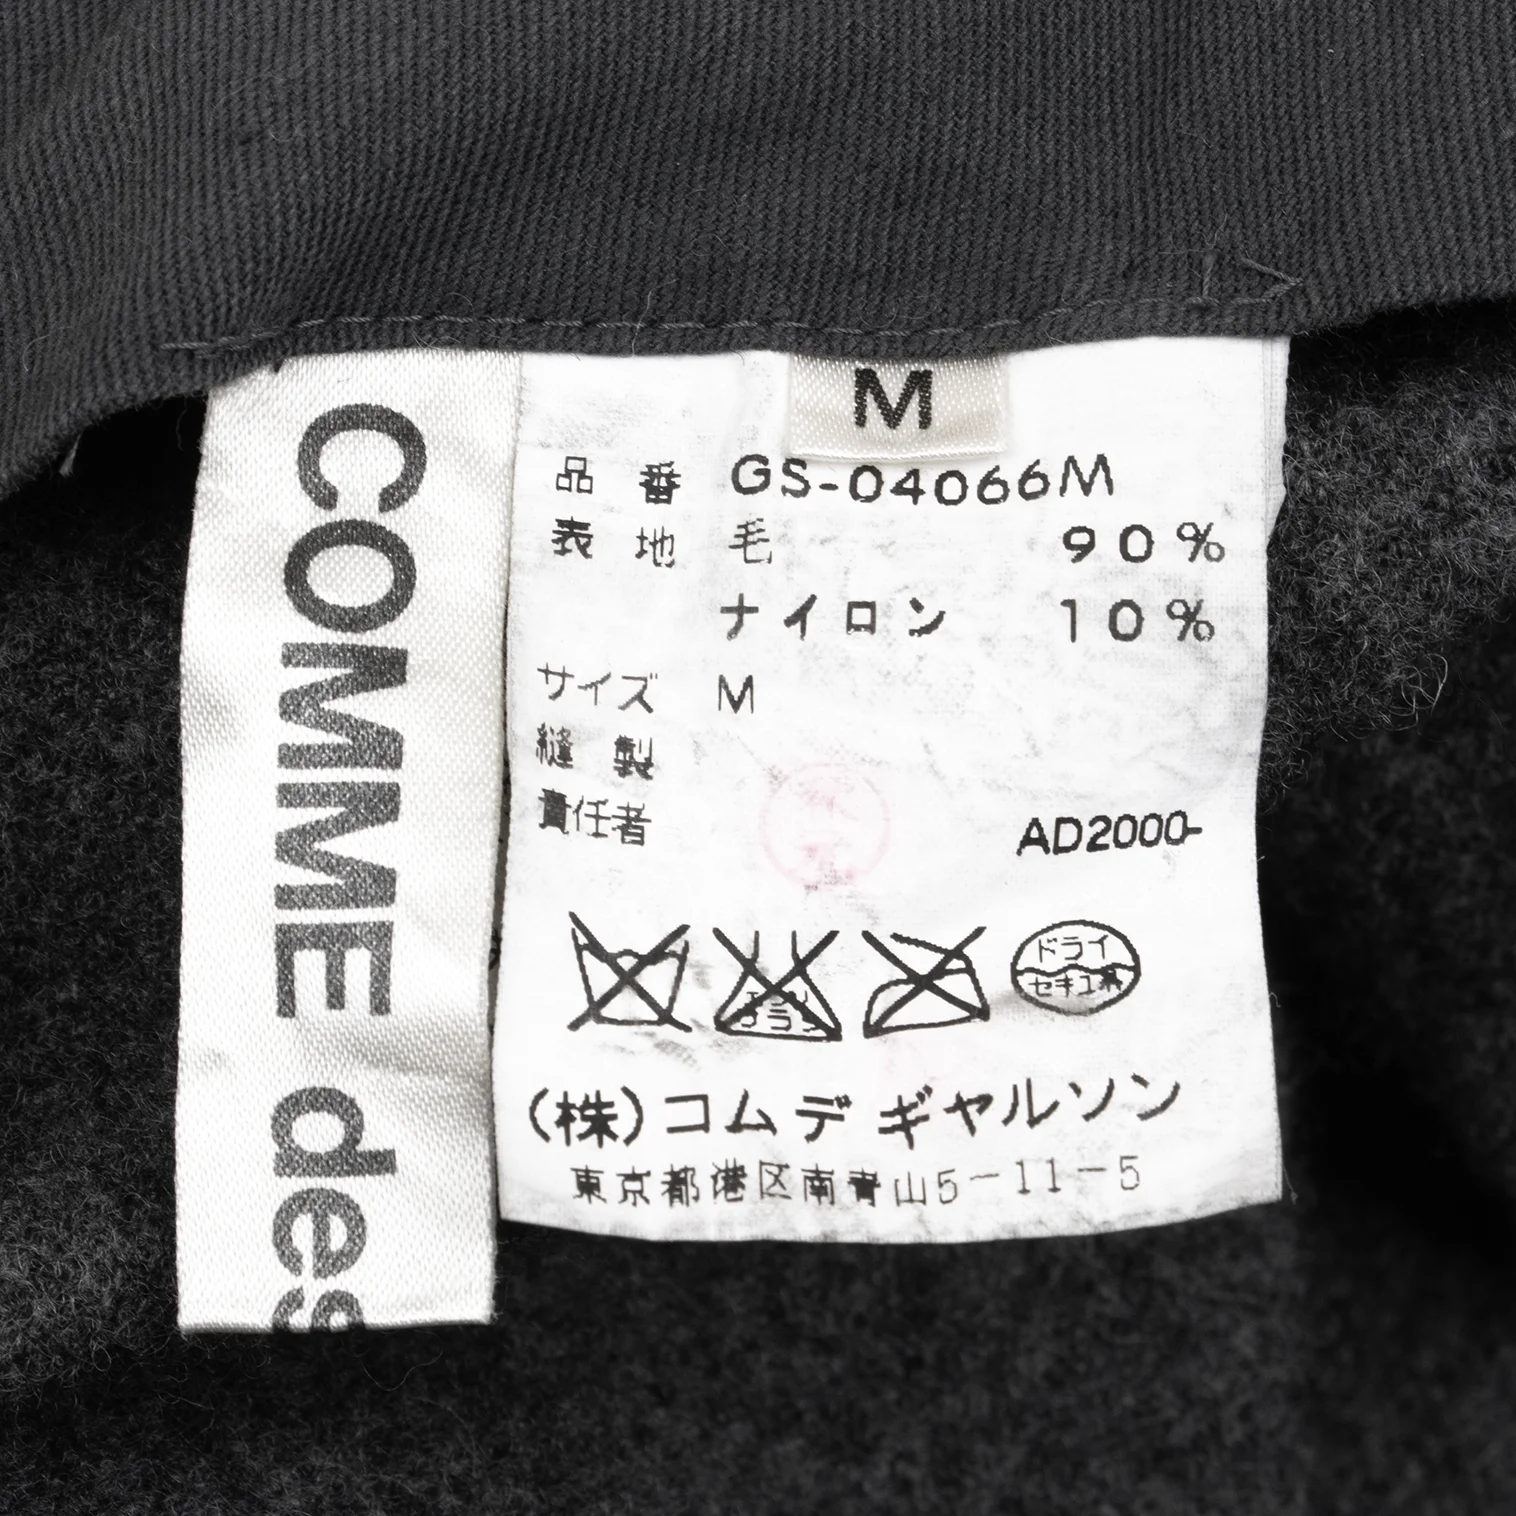 COMME des
M
品番 GS-04066M
表地 毛 90%
ナイロン 10%
サイズ M
縫製
責任者
AD2000-
ドライ
セキユ系
(株)コムデギャルソン
東京都港区南青山5-11-5